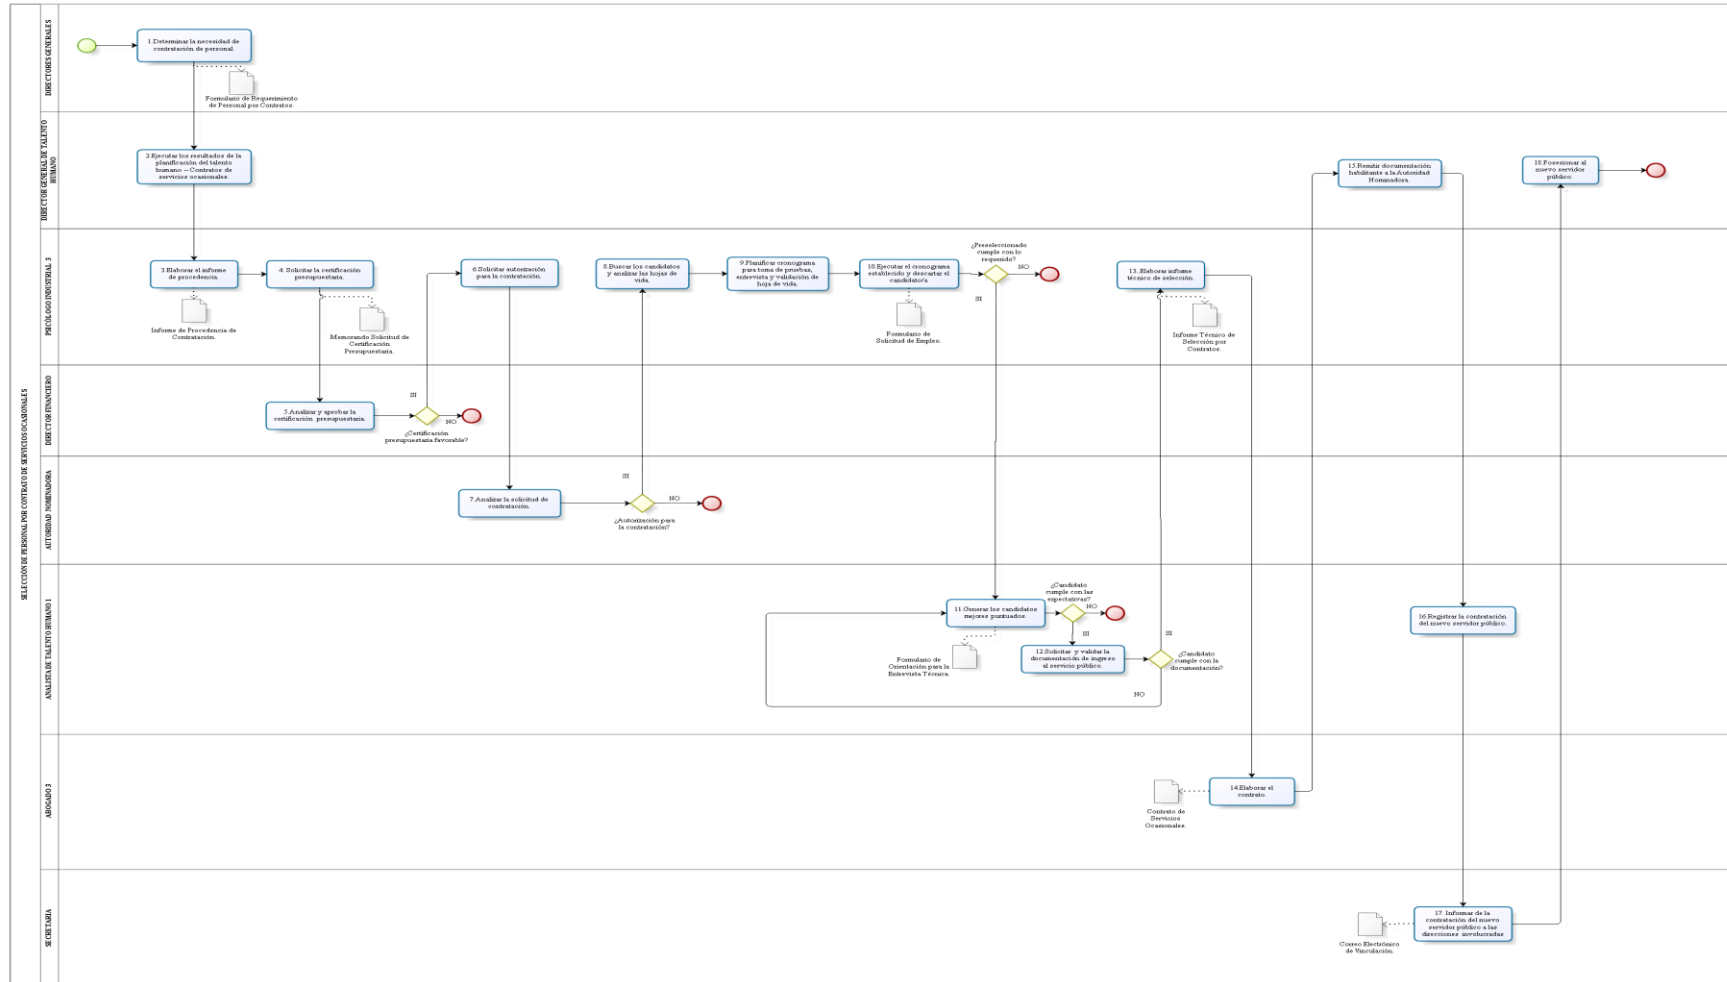 SELECCIÓN DE PERSONAL POR CONTRATO DE SERVICIOS OCASIONALES
DIRECTORES GENERALES
1.Determinar la necesidad de
contratación de personal.
Formulario de Requerimiento
de Personal por Contratos.
DIRECTOR GENERAL DE TALENTO
HUMANO
2.Ejecutar los resultados de la
planificación del talento
humano – Contratos de
servicios ocasionales.
15.Remitir documentación
habilitante a la Autoridad
Nominadora.
18.Posesionar al
nuevo servidor
público.
PSICÓLOGO INDUSTRIAL 3
3.Elaborar el informe
de procedencia.
Informe de Procedencia de
Contratación.
4. Solicitar la certificación
presupuestaria.
Memorando Solicitud de
Certificación
Presupuestaria.
6.Solicitar autorización
para la contratación.
8.Buscar los candidatos
y analizar las hojas de
vida.
9.Planificar cronograma
para toma de pruebas,
entrevista y validación de
hoja de vida.
10.Ejecutar el cronograma
establecido y descartar el
candidato/a
Formulario de
Solicitud de Empleo.
¿Preseleccionado
cumple con lo
requerido?
NO
SI
13. Elaborar informe
técnico de selección.
Informe Técnico de
Selección por
Contratos.
DIRECTOR FINANCIERO
5.Analizar y aprobar la
certificación presupuestaria.
SI
NO
¿Certificación
presupuestaria favorable?
AUTORIDAD NOMINADORA
7.Analizar la solicitud de
contratación.
SI
NO
¿Autorización para
la contratación?
ANALISTA DE TALENTO HUMANO 1
11.Generar los candidatos
mejores puntuados.
Formulario de
Orientación para la
Entrevista Técnica.
¿Candidato
cumple con las
expectativas?
NO
SI
12.Solicitar y validar la
documentación de ingreso
al servicio público.
SI
¿Candidato
cumple con la
documentación?
NO
16.Registrar la contratación
del nuevo servidor público.
ABOGADO 3
14.Elaborar el
contrato.
Contrato de
Servicios
Ocasionales.
SECRETARIA
17. Informar de la
contratación del nuevo
servidor público a las
direcciones involucradas
Correo Electrónico
de Vinculación.